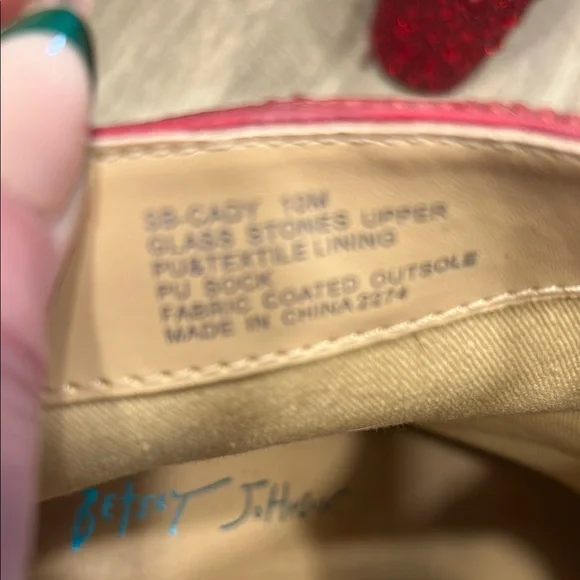 SB-CADY 10M
GLASS STONES UPPER
PU&TEXTILE LINING
PU SOCK
FABRIC COATED OUTSOLE
MADE IN CHINA 2274
BETSEY JOHNSON